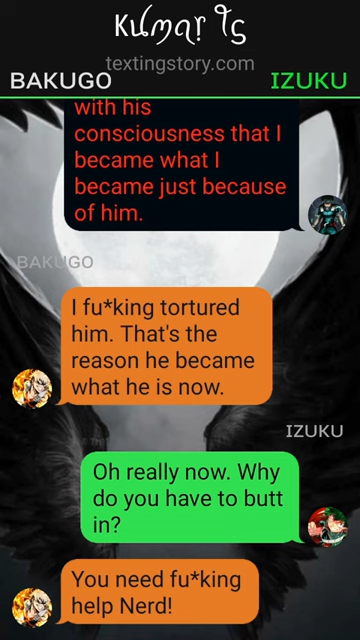 Kumar Ts
textingstory.com
BAKUGO IZUKU
with his
consciousness that I
became what I
became just because
of him.
BAKUGO
I fu*king tortured
him. That's the
reason he became
what he is now.
IZUKU
Oh really now. Why
do you have to butt
in?
You need fu*king
help Nerd!